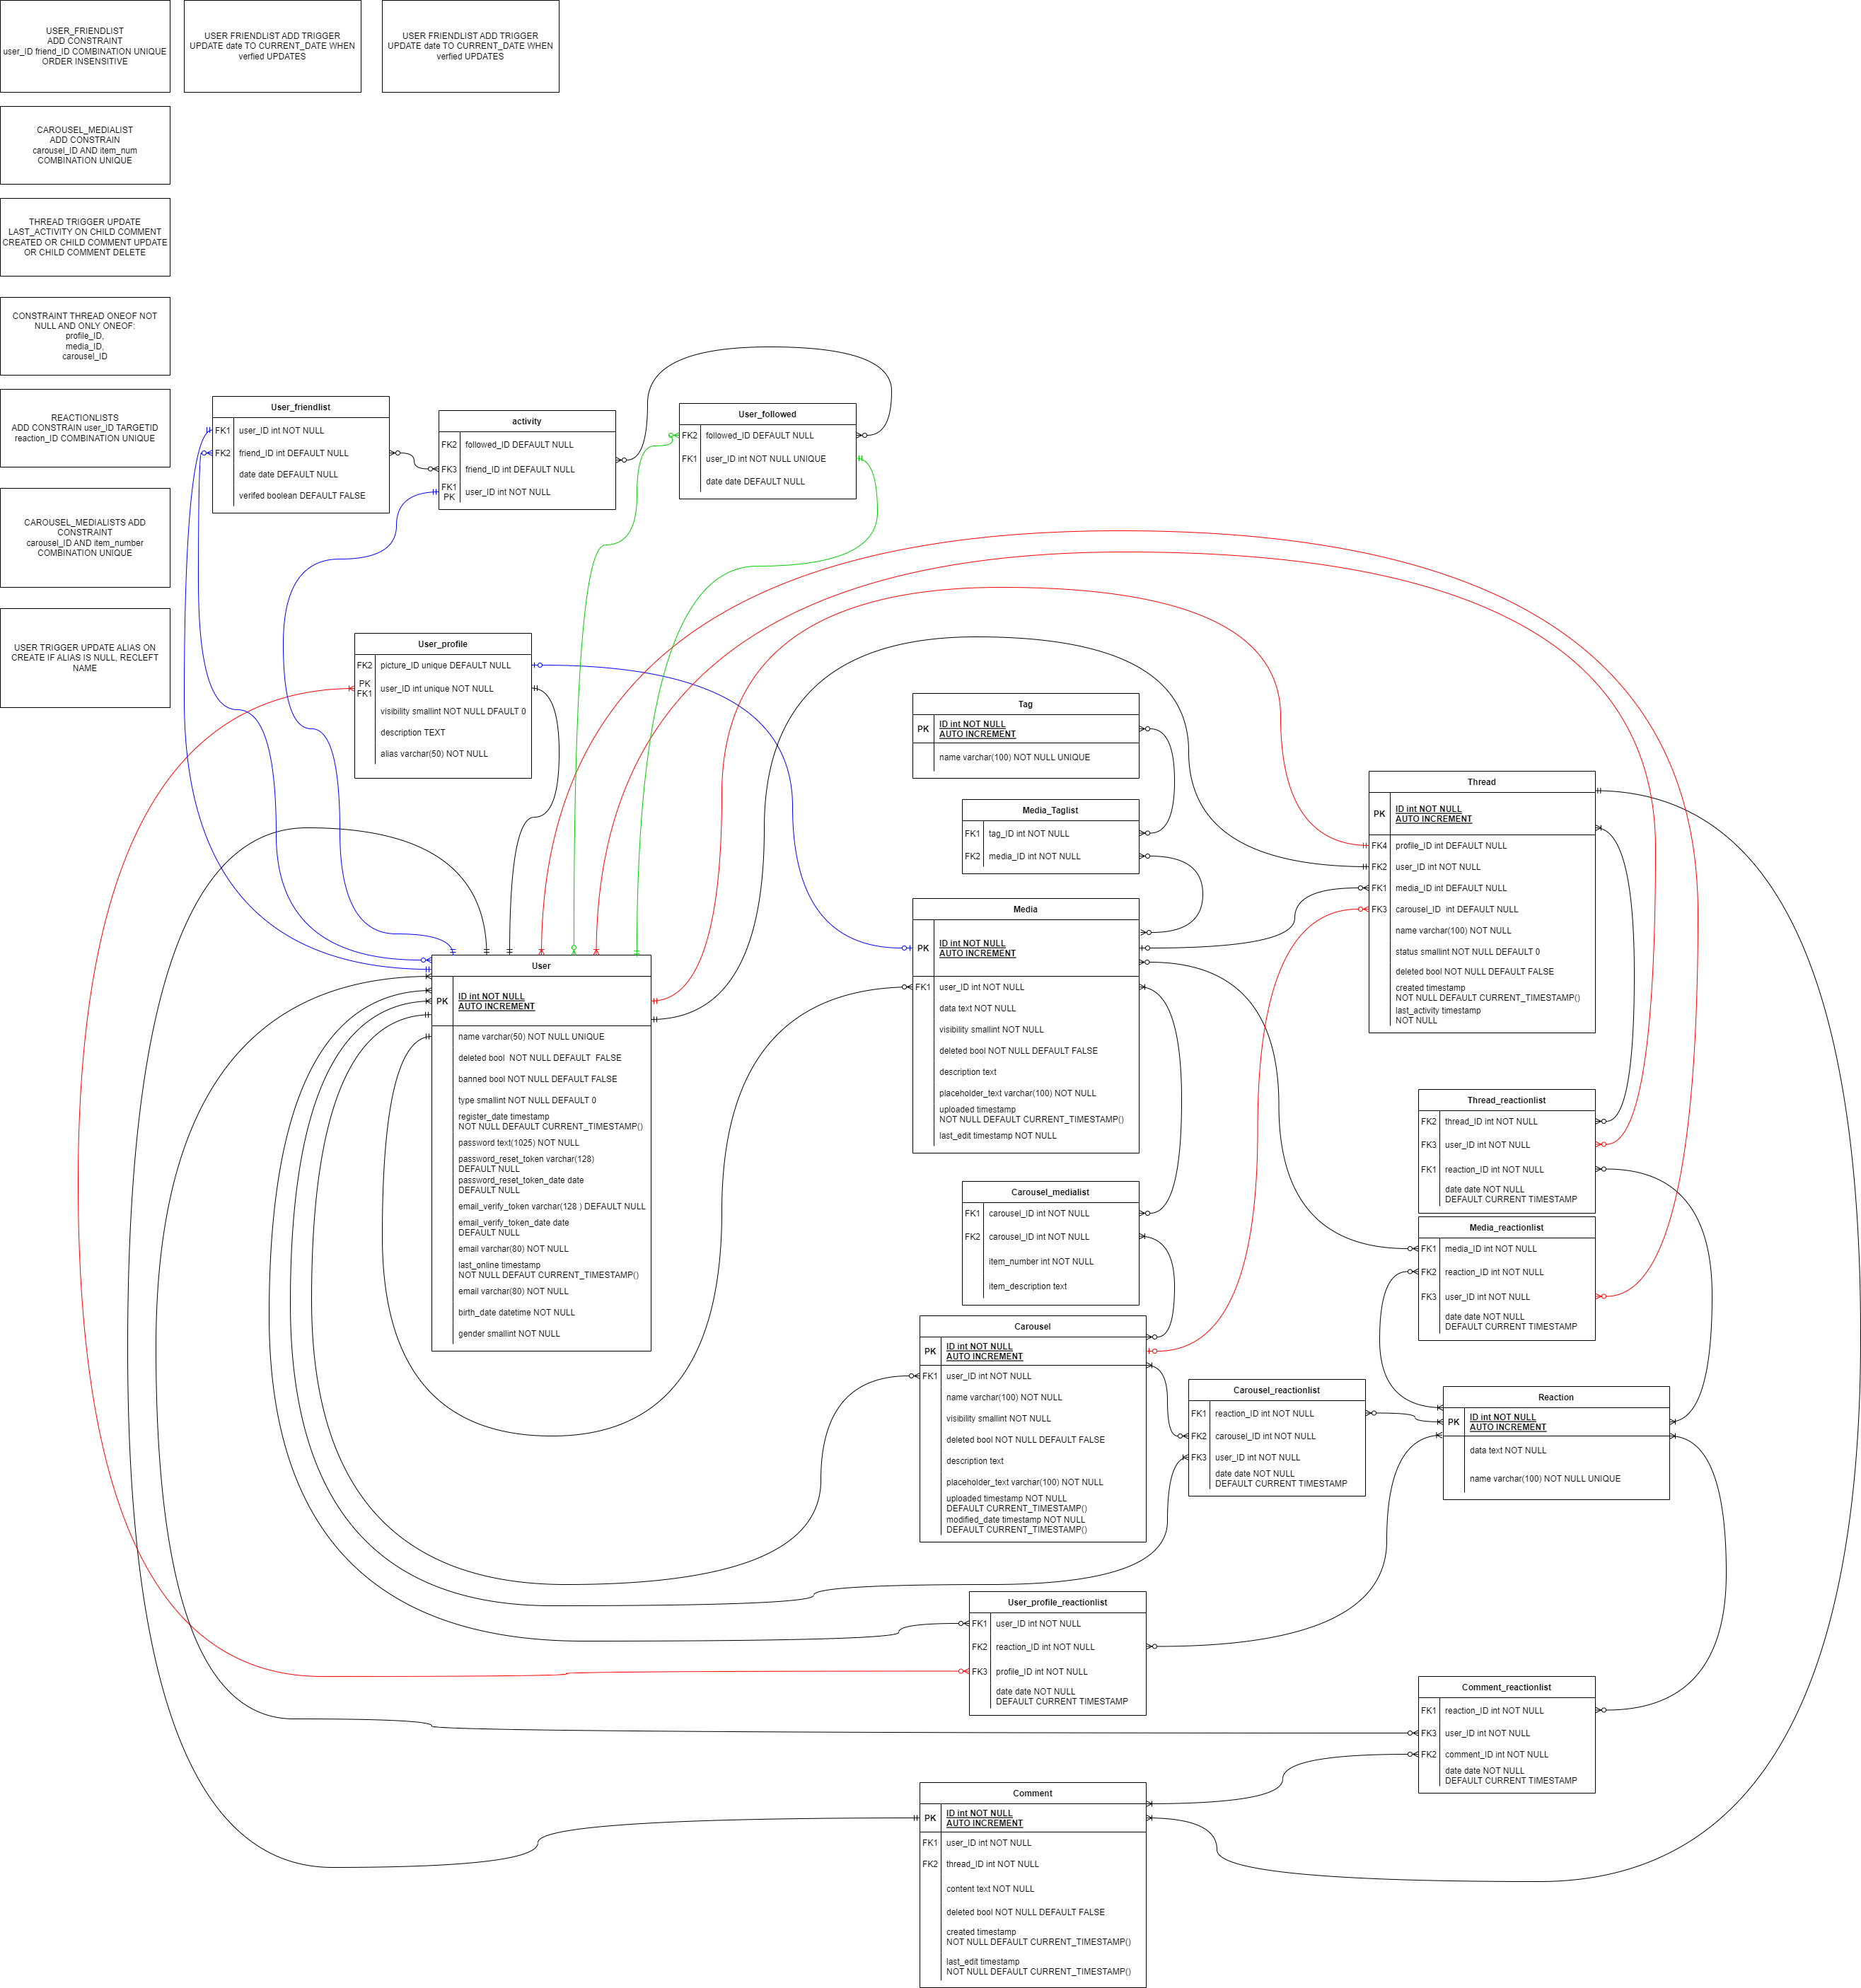 USER_FRIENDLIST
ADD CONSTRAINT
user_ID friend_ID COMBINATION UNIQUE
ORDER INSENSITIVE
USER FRIENDLIST ADD TRIGGER
UPDATE date TO CURRENT_DATE WHEN
verfied UPDATES
USER FRIENDLIST ADD TRIGGER
UPDATE date TO CURRENT_DATE WHEN
verfied UPDATES
CAROUSEL_MEDIALIST
ADD CONSTRAIN
carousel_ID AND item_num
COMBINATION UNIQUE
THREAD TRIGGER UPDATE
LAST_ACTIVITY ON CHILD COMMENT
CREATED OR CHILD COMMENT UPDATE
OR CHILD COMMENT DELETE
CONSTRAINT THREAD ONEOF NOT
NULL AND ONLY ONEOF:
profile_ID,
media_ID,
carousel_ID
REACTIONLISTS
ADD CONSTRAIN user_ID TARGETID
reaction_ID COMBINATION UNIQUE
CAROUSEL_MEDIALISTS ADD
CONSTRAINT
carousel_ID AND item_number
COMBINATION UNIQUE
USER TRIGGER UPDATE ALIAS ON
CREATE IF ALIAS IS NULL, RECLEFT
NAME
User_friendlist
FK1 user_ID int NOT NULL
FK2 friend_ID int DEFAULT NULL
date date DEFAULT NULL
verifed boolean DEFAULT FALSE
activity
FK2 followed_ID DEFAULT NULL
FK3 friend_ID int DEFAULT NULL
FK1
PK user_ID int NOT NULL
User_followed
FK2 followed_ID DEFAULT NULL
FK1 user_ID int NOT NULL UNIQUE
date date DEFAULT NULL
User_profile
FK2 picture_ID unique DEFAULT NULL
PK
FK1 user_ID int unique NOT NULL
visibility smallint NOT NULL DFAULT 0
description TEXT
alias varchar(50) NOT NULL
Tag
PK ID int NOT NULL
AUTO INCREMENT
name varchar(100) NOT NULL UNIQUE
Media_Taglist
FK1 tag_ID int NOT NULL
FK2 media_ID int NOT NULL
Media
PK ID int NOT NULL
AUTO INCREMENT
FK1 user_ID int NOT NULL
data text NOT NULL
visibility smallint NOT NULL
deleted bool NOT NULL DEFAULT FALSE
description text
placeholder_text varchar(100) NOT NULL
uploaded timestamp
NOT NULL DEFAULT CURRENT_TIMESTAMP()
last_edit timestamp NOT NULL
Thread
PK ID int NOT NULL
AUTO INCREMENT
FK4 profile_ID int DEFAULT NULL
FK2 user_ID int NOT NULL
FK1 media_ID int DEFAULT NULL
FK3 carousel_ID  int DEFAULT NULL
name varchar(100) NOT NULL
status smallint NOT NULL DEFAULT 0
deleted bool NOT NULL DEFAULT FALSE
created timestamp
NOT NULL DEFAULT CURRENT_TIMESTAMP()
last_activity timestamp
NOT NULL
User
PK ID int NOT NULL
AUTO INCREMENT
name varchar(50) NOT NULL UNIQUE
deleted bool  NOT NULL DEFAULT  FALSE
banned bool NOT NULL DEFAULT FALSE
type smallint NOT NULL DEFAULT 0
register_date timestamp
NOT NULL DEFAULT CURRENT_TIMESTAMP()
password text(1025) NOT NULL
password_reset_token varchar(128)
DEFAULT NULL
password_reset_token_date date
DEFAULT NULL
email_verify_token varchar(128 ) DEFAULT NULL
email_verify_token_date date
DEFAULT NULL
email varchar(80) NOT NULL
last_online timestamp
NOT NULL DEFAUT CURRENT_TIMESTAMP()
email varchar(80) NOT NULL
birth_date datetime NOT NULL
gender smallint NOT NULL
Thread_reactionlist
FK2 thread_ID int NOT NULL
FK3 user_ID int NOT NULL
FK1 reaction_ID int NOT NULL
date date NOT NULL
DEFAULT CURRENT TIMESTAMP
Media_reactionlist
FK1 media_ID int NOT NULL
FK2 reaction_ID int NOT NULL
FK3 user_ID int NOT NULL
date date NOT NULL
DEFAULT CURRENT TIMESTAMP
Carousel_medialist
FK1 carousel_ID int NOT NULL
FK2 carousel_ID int NOT NULL
item_number int NOT NULL
item_description text
Carousel
PK ID int NOT NULL
AUTO INCREMENT
FK1 user_ID int NOT NULL
name varchar(100) NOT NULL
visibility smallint NOT NULL
deleted bool NOT NULL DEFAULT FALSE
description text
placeholder_text varchar(100) NOT NULL
uploaded timestamp NOT NULL
DEFAULT CURRENT_TIMESTAMP()
modified_date timestamp NOT NULL
DEFAULT CURRENT_TIMESTAMP()
Carousel_reactionlist
FK1 reaction_ID int NOT NULL
FK2 carousel_ID int NOT NULL
FK3 user_ID int NOT NULL
date date NOT NULL
DEFAULT CURRENT TIMESTAMP
Reaction
PK ID int NOT NULL
AUTO INCREMENT
data text NOT NULL
name varchar(100) NOT NULL UNIQUE
User_profile_reactionlist
FK1 user_ID int NOT NULL
FK2 reaction_ID int NOT NULL
FK3 profile_ID int NOT NULL
date date NOT NULL
DEFAULT CURRENT TIMESTAMP
Comment_reactionlist
FK1 reaction_ID int NOT NULL
FK3 user_ID int NOT NULL
FK2 comment_ID int NOT NULL
date date NOT NULL
DEFAULT CURRENT TIMESTAMP
Comment
PK ID int NOT NULL
AUTO INCREMENT
FK1 user_ID int NOT NULL
FK2 thread_ID int NOT NULL
content text NOT NULL
deleted bool NOT NULL DEFAULT FALSE
created timestamp
NOT NULL DEFAULT CURRENT_TIMESTAMP()
last_edit timestamp
NOT NULL DEFAULT CURRENT_TIMESTAMP()